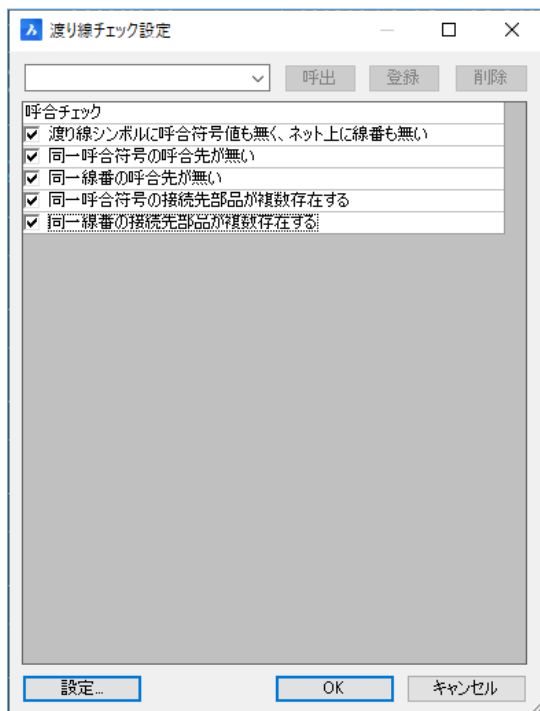 渡り線チェック設定
呼出 登録 削除
呼合チェック
渡り線シンボルに呼合符号値も無く、ネット上に線番も無い
同一呼合符号の呼合先が無い
同一線番の呼合先が無い
同一呼合符号の接続先部品が複数存在する
同一線番の接続先部品が複数存在する
設定... OK キャンセル